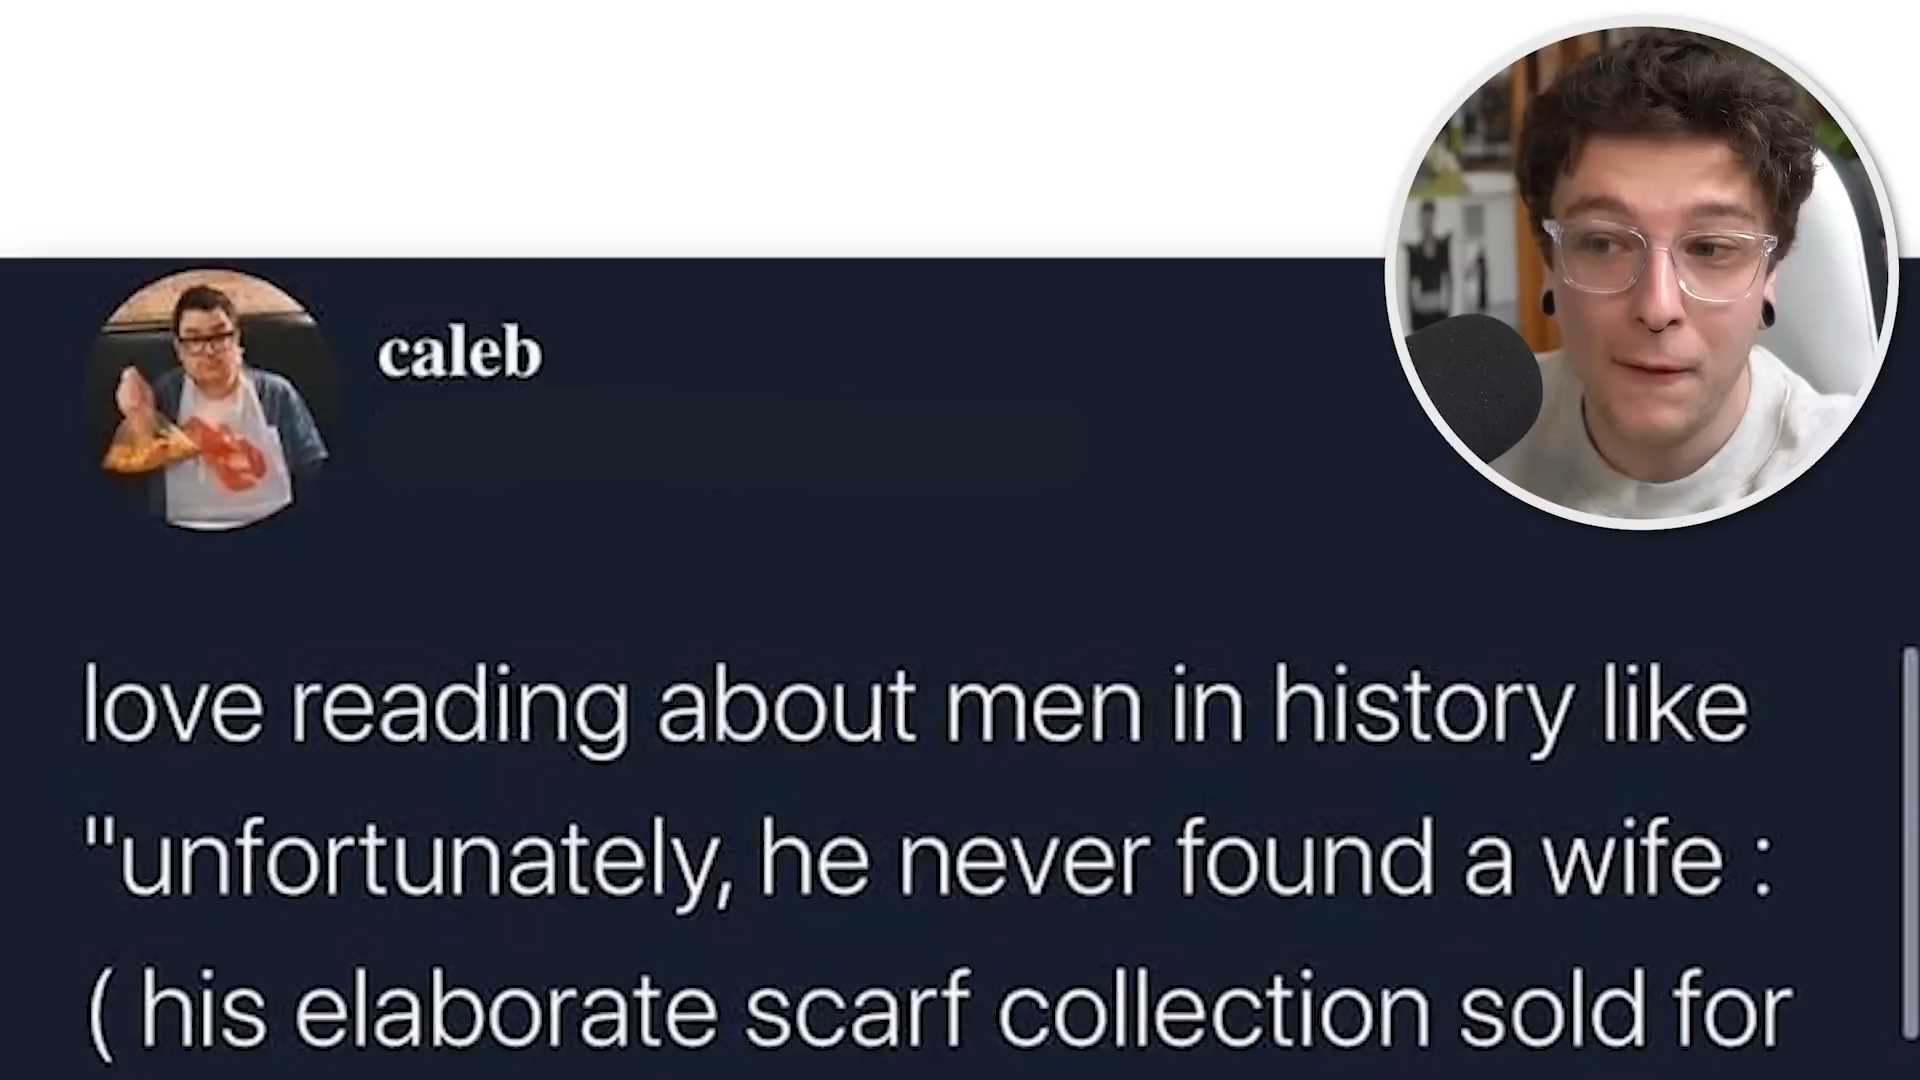 caleb
love reading about men in history like
"unfortunately, he never found a wife :
( his elaborate scarf collection sold for